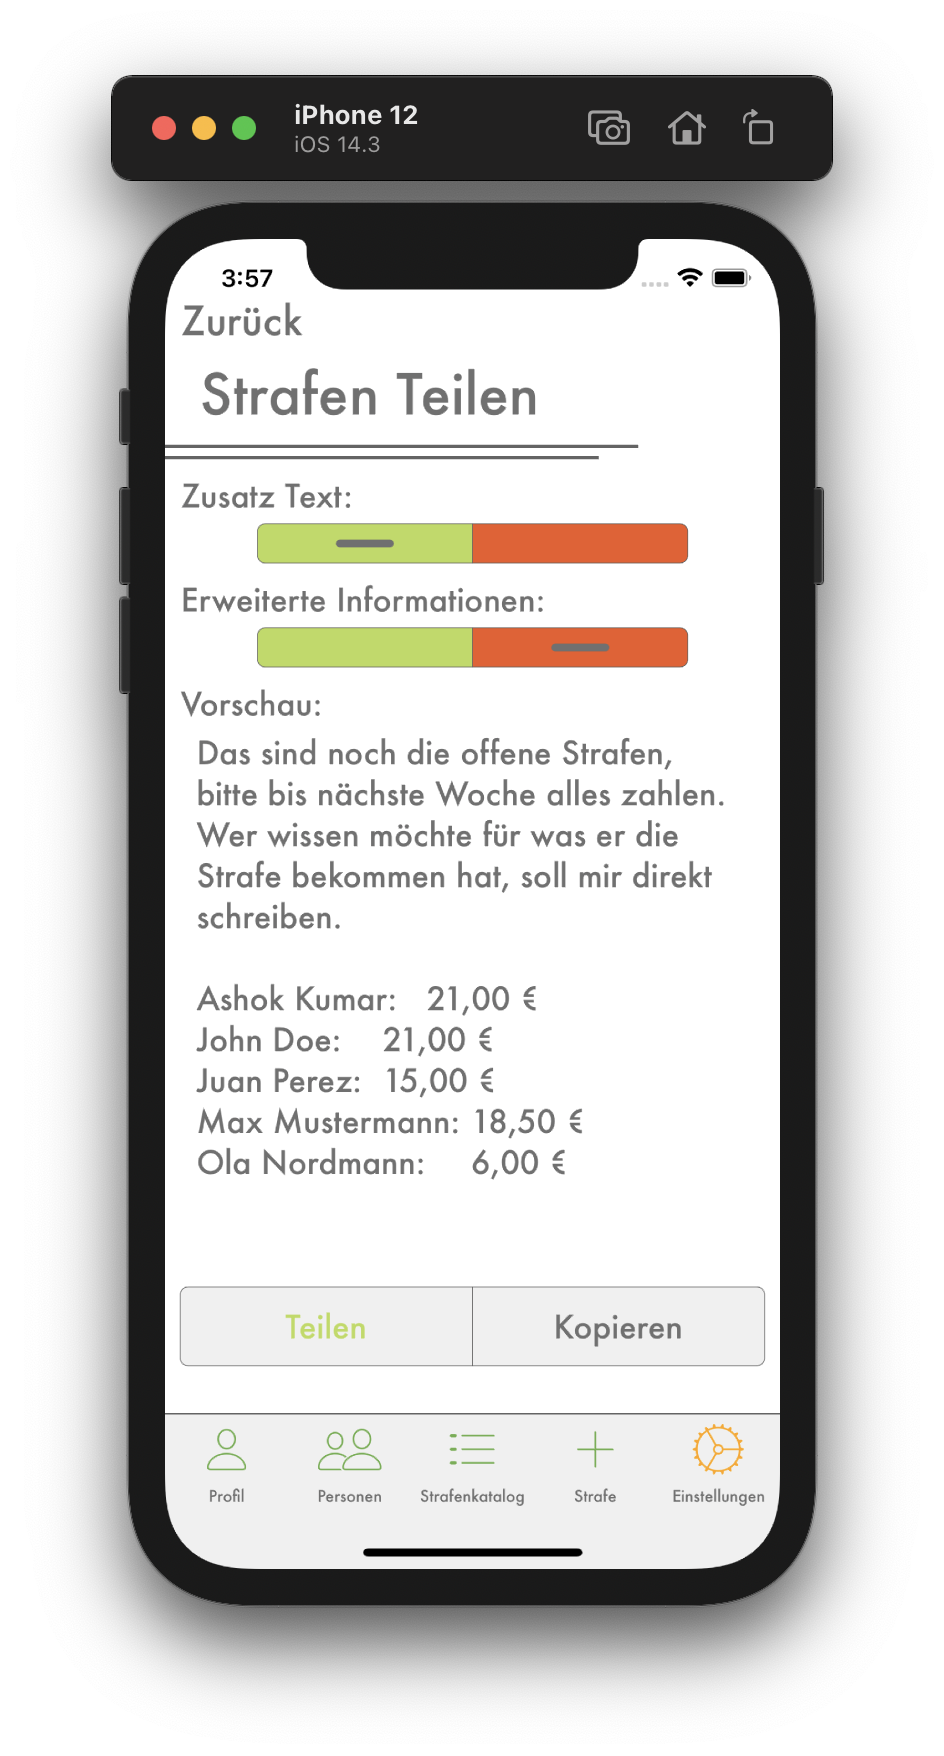 iPhone 12
iOS 14.3
3:57
Zurück
Strafen Teilen
Zusatz Text:
Erweiterte Informationen:
Vorschau:
Das sind noch die offene Strafen,
bitte bis nächste Woche alles zahlen.
Wer wissen möchte für was er die
Strafe bekommen hat, soll mir direkt
schreiben.
Ashok Kumar: 21,00 €
John Doe: 21,00 €
Juan Perez: 15,00 €
Max Mustermann: 18,50 €
Ola Nordmann: 6,00 €
Teilen Kopieren
Profil Personen Strafenkatalog Strafe Einstellungen